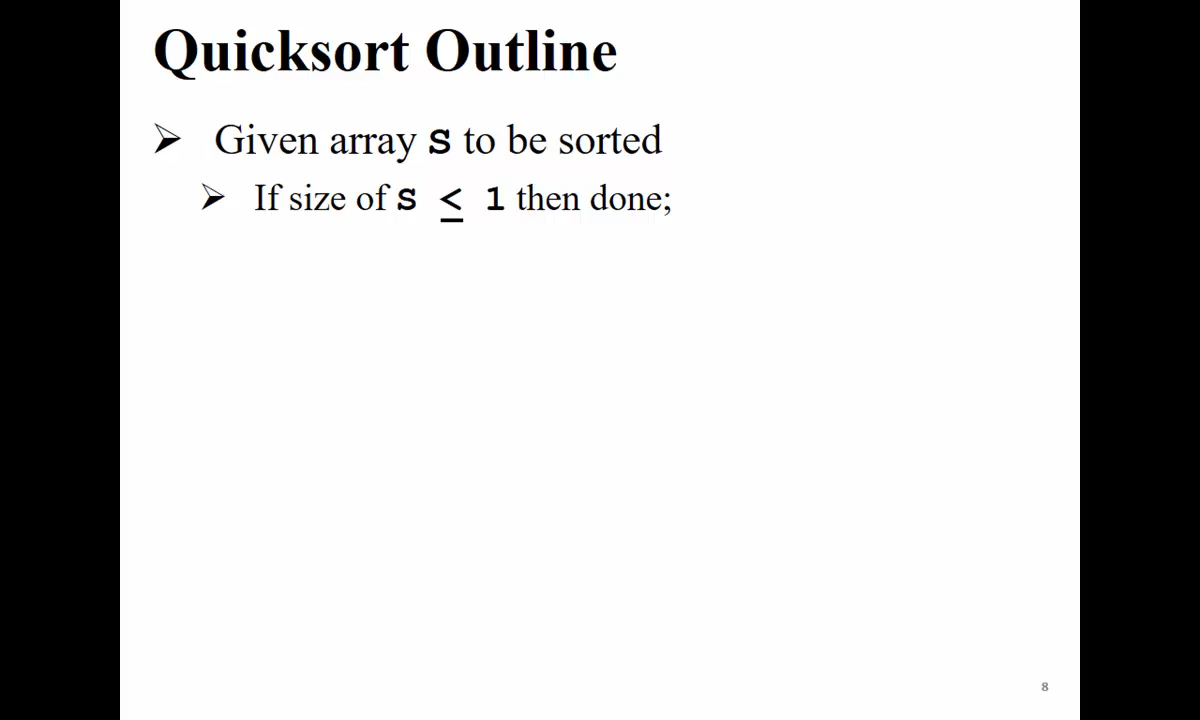 Quicksort Outline
➢ Given array S to be sorted
➢ If size of S ≤ 1 then done;
8